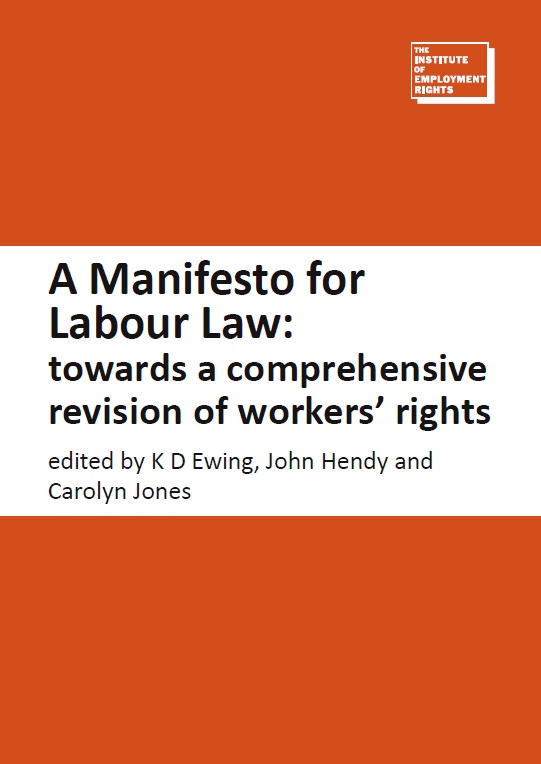 THE
INSTITUTE
OF
EMPLOYMENT
RIGHTS
A Manifesto for
Labour Law:
towards a comprehensive
revision of workers’ rights
edited by K D Ewing, John Hendy and
Carolyn Jones